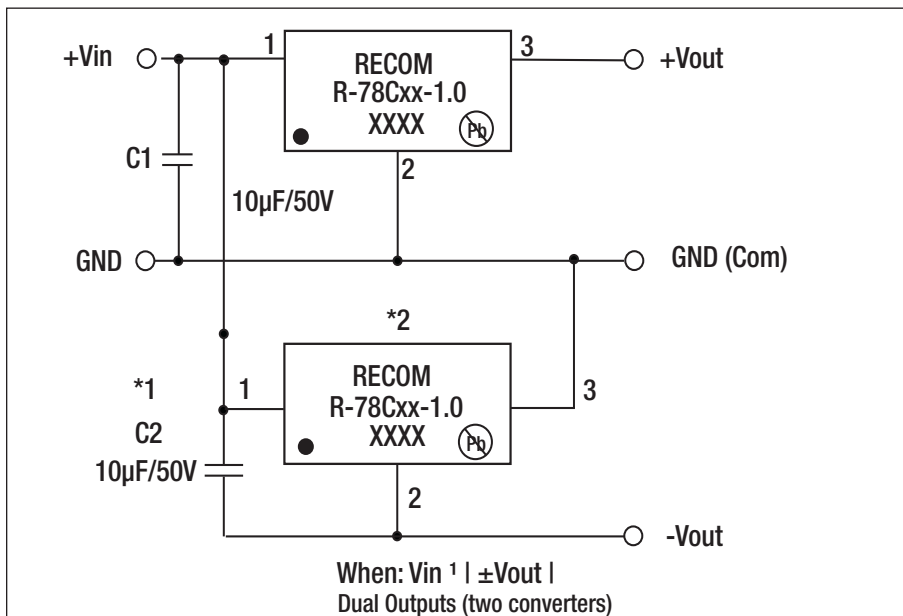 +Vin
1
RECOM
R-78Cxx-1.0
XXXX
Pb
3
+Vout
C1
2
10µF/50V
GND
GND (Com)
*2
*1
C2
10µF/50V
1
RECOM
R-78Cxx-1.0
XXXX
Pb
3
2
-Vout
When: Vin ¹ | ±Vout |
Dual Outputs (two converters)